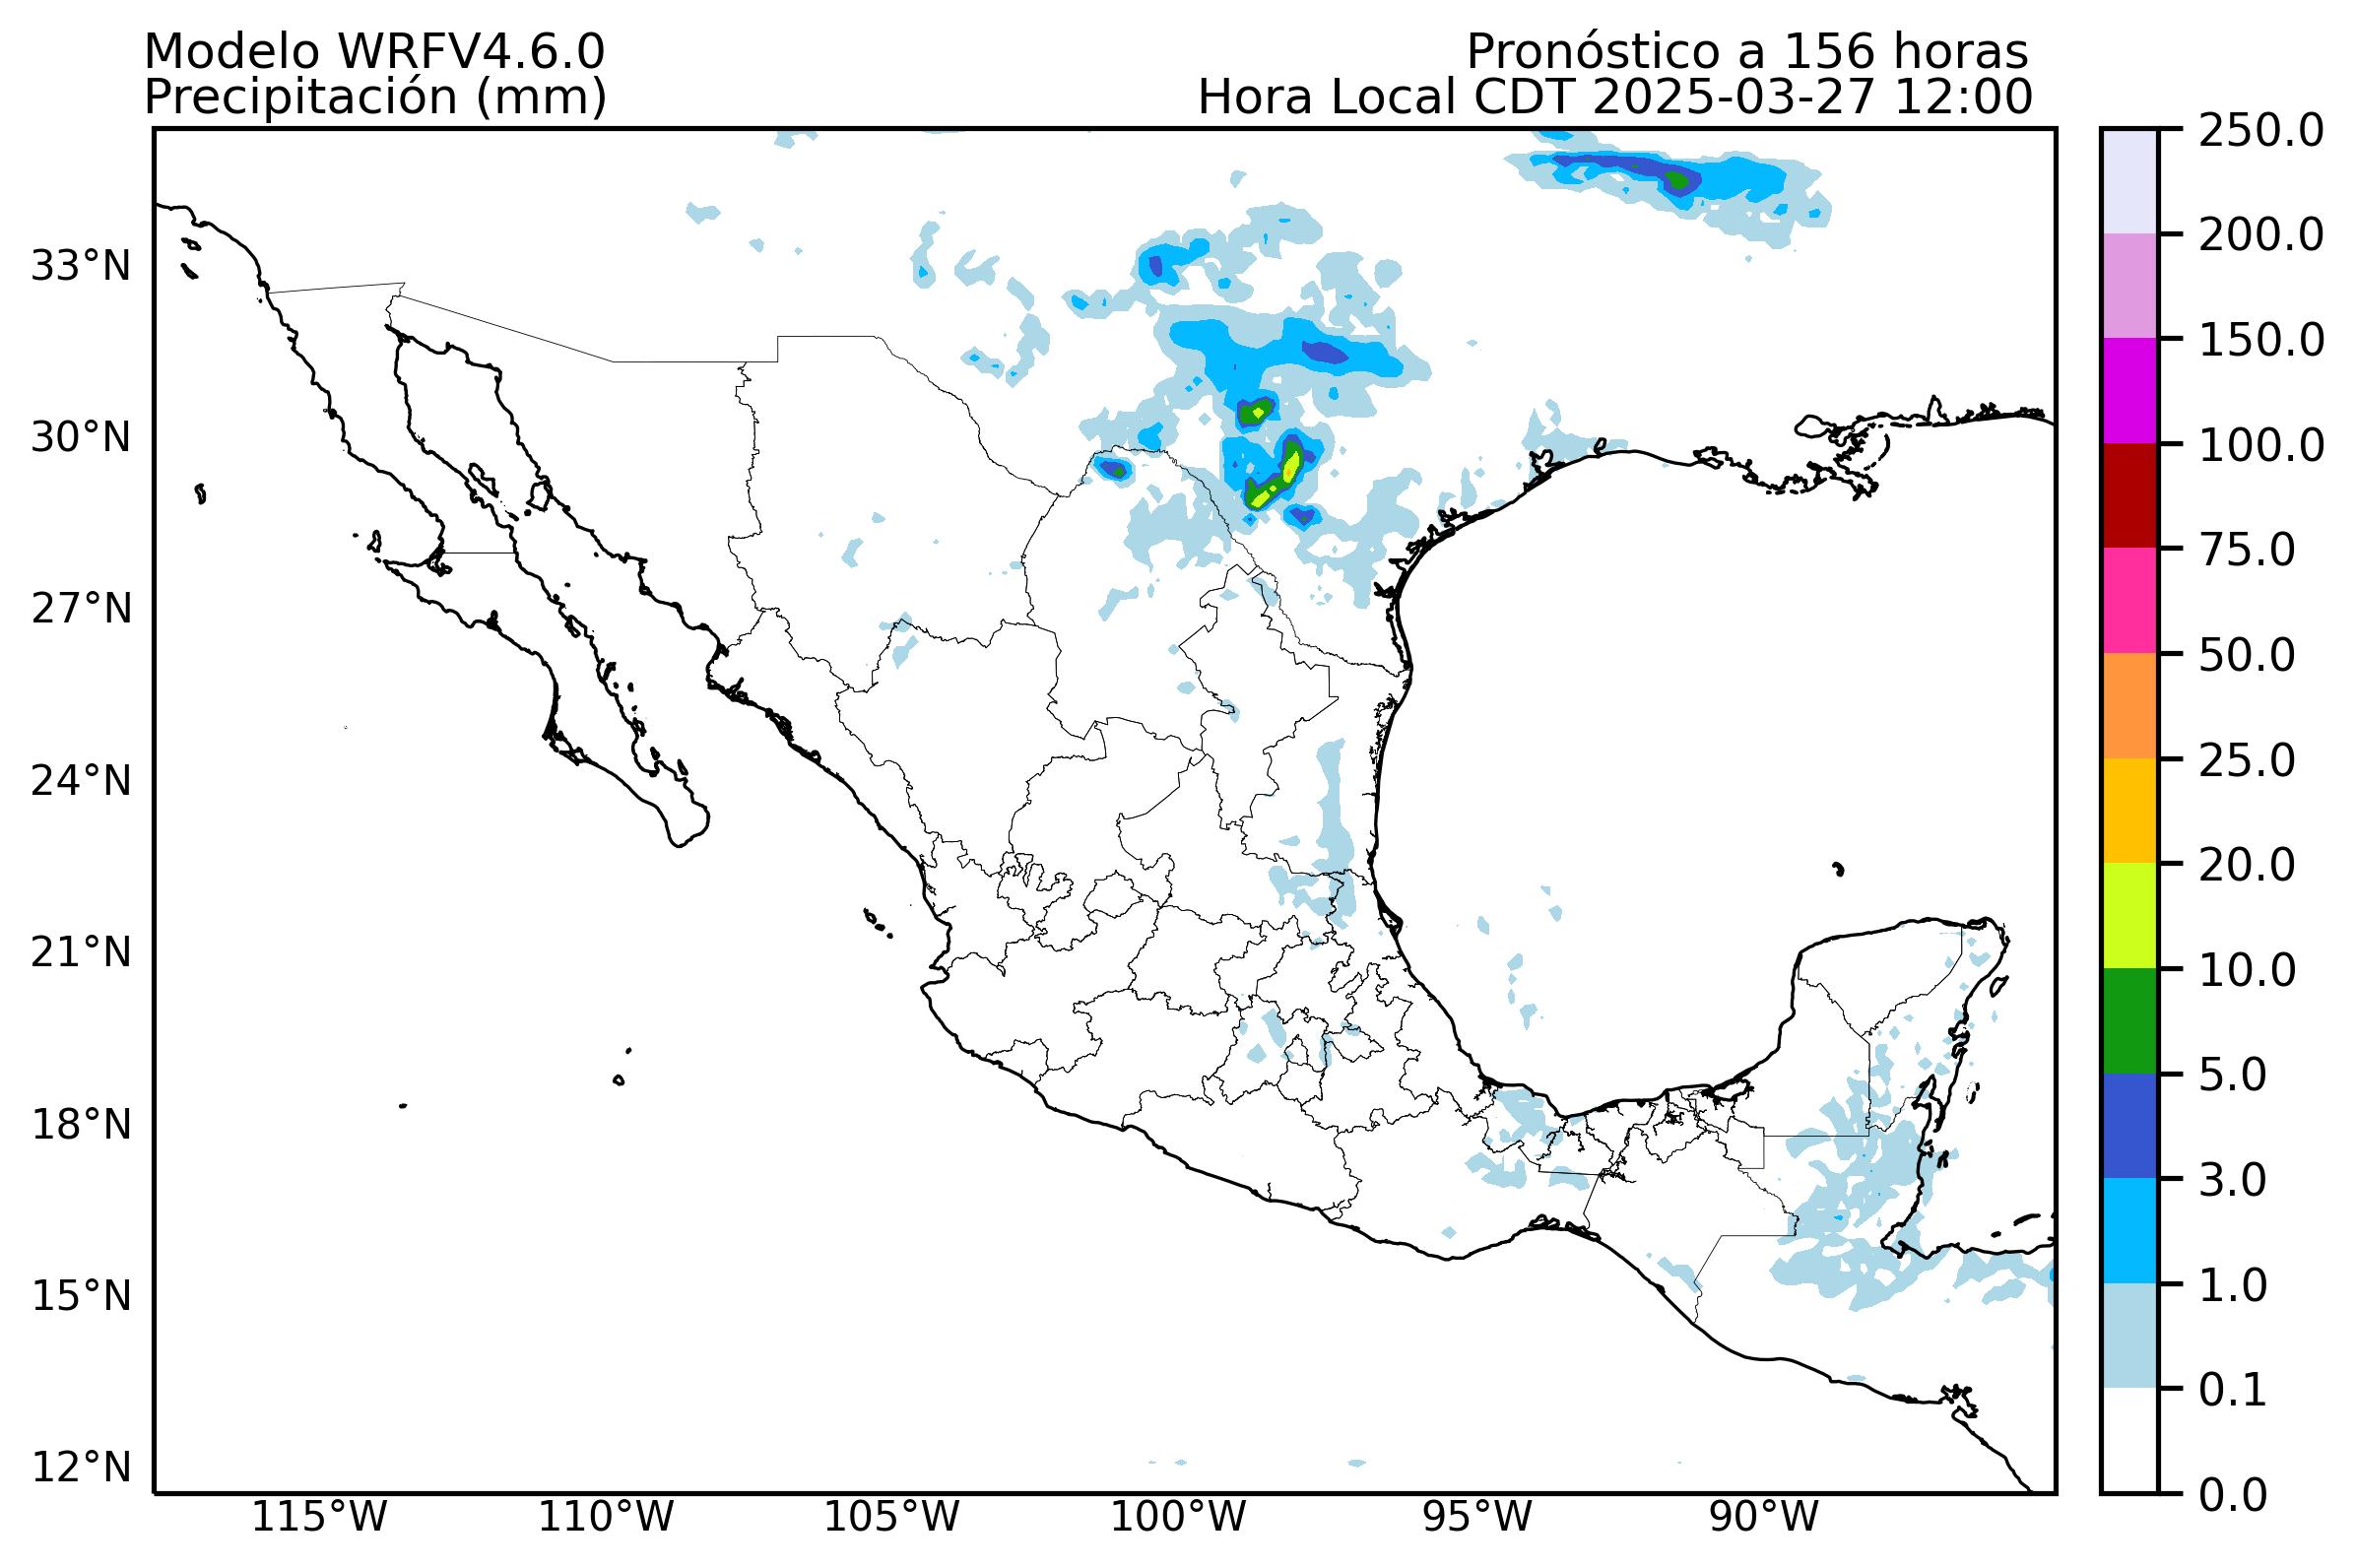 Modelo WRFV4.6.0
Precipitación (mm)
Pronóstico a 156 horas
Hora Local CDT 2025-03-27 12:00
33°N
30°N
27°N
24°N
21°N
18°N
15°N
12°N
115°W
110°W
105°W
100°W
95°W
90°W
250.0
200.0
150.0
100.0
75.0
50.0
25.0
20.0
10.0
5.0
3.0
1.0
0.1
0.0